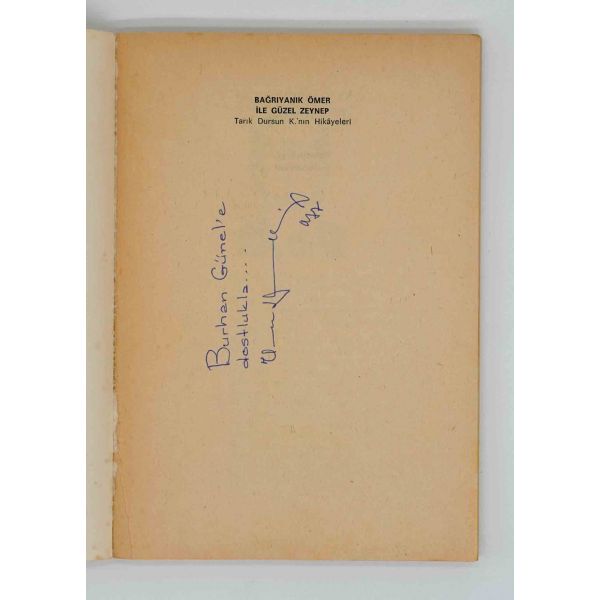 BAĞRIYANIK ÖMER
İLE GÜZEL ZEYNEP
Tarık Dursun K.'nın Hikâyeleri
Burhan Günel'e
dostlukla....